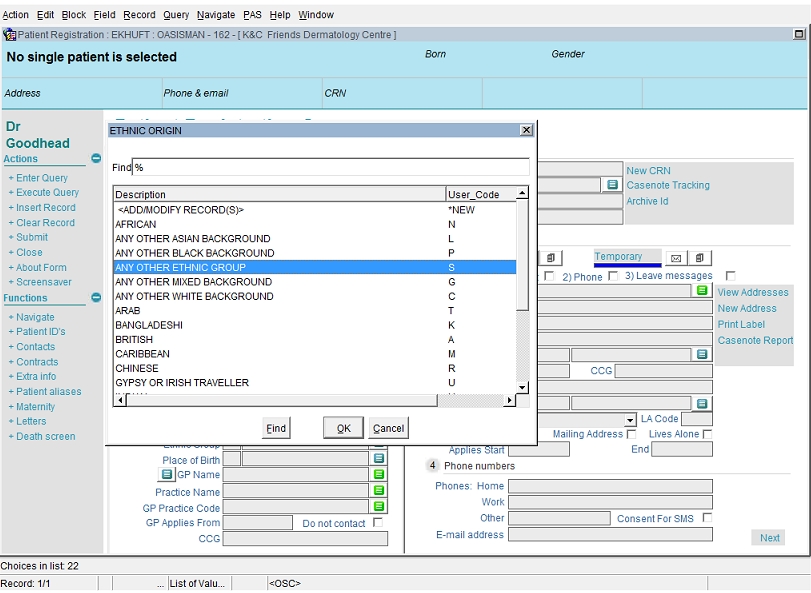 Action Edit Block Field Record Query Navigate PAS Help Window
Patient Registration : EKHUFT : OASISMAN - 162 - [ K&C Friends Dermatology Centre ]
No single patient is selected
Born
Gender
Address
Phone & email
CRN
Dr
Goodhead
Actions
+ Enter Query
+ Execute Query
+ Insert Record
+ Clear Record
+ Submit
+ Close
+ About Form
+ Screensaver
Functions
+ Navigate
+ Patient ID's
+ Contacts
+ Contracts
+ Extra info
+ Patient aliases
+ Maternity
+ Letters
+ Death screen
ETHNIC ORIGIN
Find %
Description User_Code
<ADD/MODIFY RECORD(S)> *NEW
AFRICAN N
ANY OTHER ASIAN BACKGROUND L
ANY OTHER BLACK BACKGROUND P
ANY OTHER ETHNIC GROUP S
ANY OTHER MIXED BACKGROUND G
ANY OTHER WHITE BACKGROUND C
ARAB T
BANGLADESHI K
BRITISH A
CARIBBEAN M
CHINESE R
GYPSY OR IRISH TRAVELLER U
Find OK Cancel
New CRN
Casenote Tracking
Archive Id
Temporary
2) Phone 3) Leave messages
View Addresses
New Address
Print Label
Casenote Report
CCG
LA Code
Mailing Address Lives Alone
Applies Start End
4 Phone numbers
Phones: Home
Work
Other Consent For SMS
E-mail address
Next
Ethnic Group
Place of Birth
GP Name
Practice Name
GP Practice Code
GP Applies From Do not contact
CCG
Choices in list: 22
Record: 1/1 ... List of Valu... <OSC>